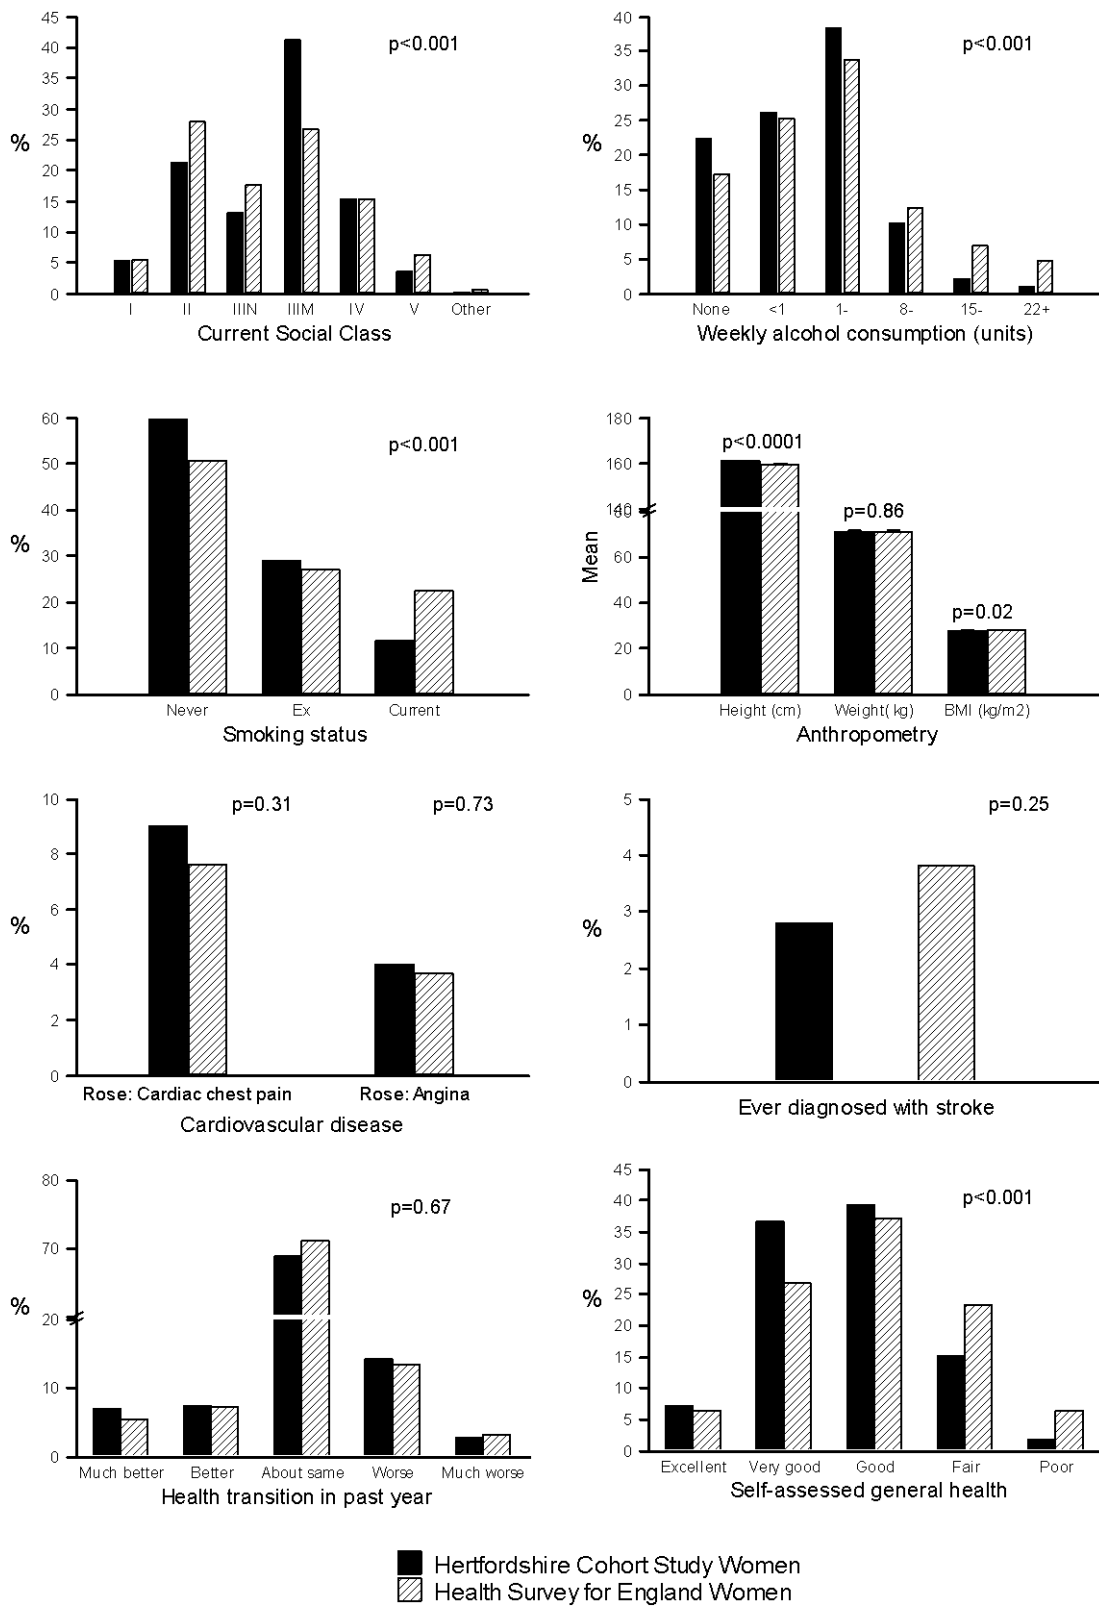 45
40
35
30
25
20
15
10
5
0
%
p<0.001
I II IIIN IIIM IV V Other
Current Social Class
40
35
30
25
20
15
10
5
0
%
p<0.001
None <1 1- 8- 15- 22+
Weekly alcohol consumption (units)
60
50
40
30
20
10
0
%
p<0.001
Never Ex Current
Smoking status
180
160
140
80
60
40
20
0
Mean
p<0.0001
p=0.86
p=0.02
Height (cm) Weight( kg) BMI (kg/m2)
Anthropometry
10
8
6
4
2
0
%
p=0.31 p=0.73
Rose: Cardiac chest pain Rose: Angina
Cardiovascular disease
5
4
3
2
1
0
%
p=0.25
Ever diagnosed with stroke
80
70
20
10
0
%
p=0.67
Much better Better About same Worse Much worse
Health transition in past year
45
40
35
30
25
20
15
10
5
0
%
p<0.001
Excellent Very good Good Fair Poor
Self-assessed general health
Hertfordshire Cohort Study Women
Health Survey for England Women